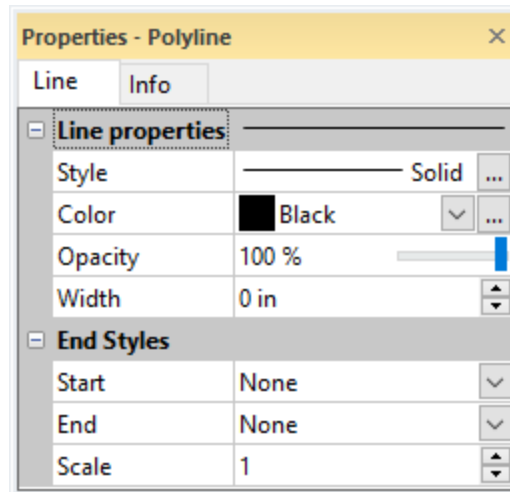 Properties - Polyline
Line Info
Line properties
Style Solid ...
Color Black ...
Opacity 100 %
Width 0 in
End Styles
Start None
End None
Scale 1